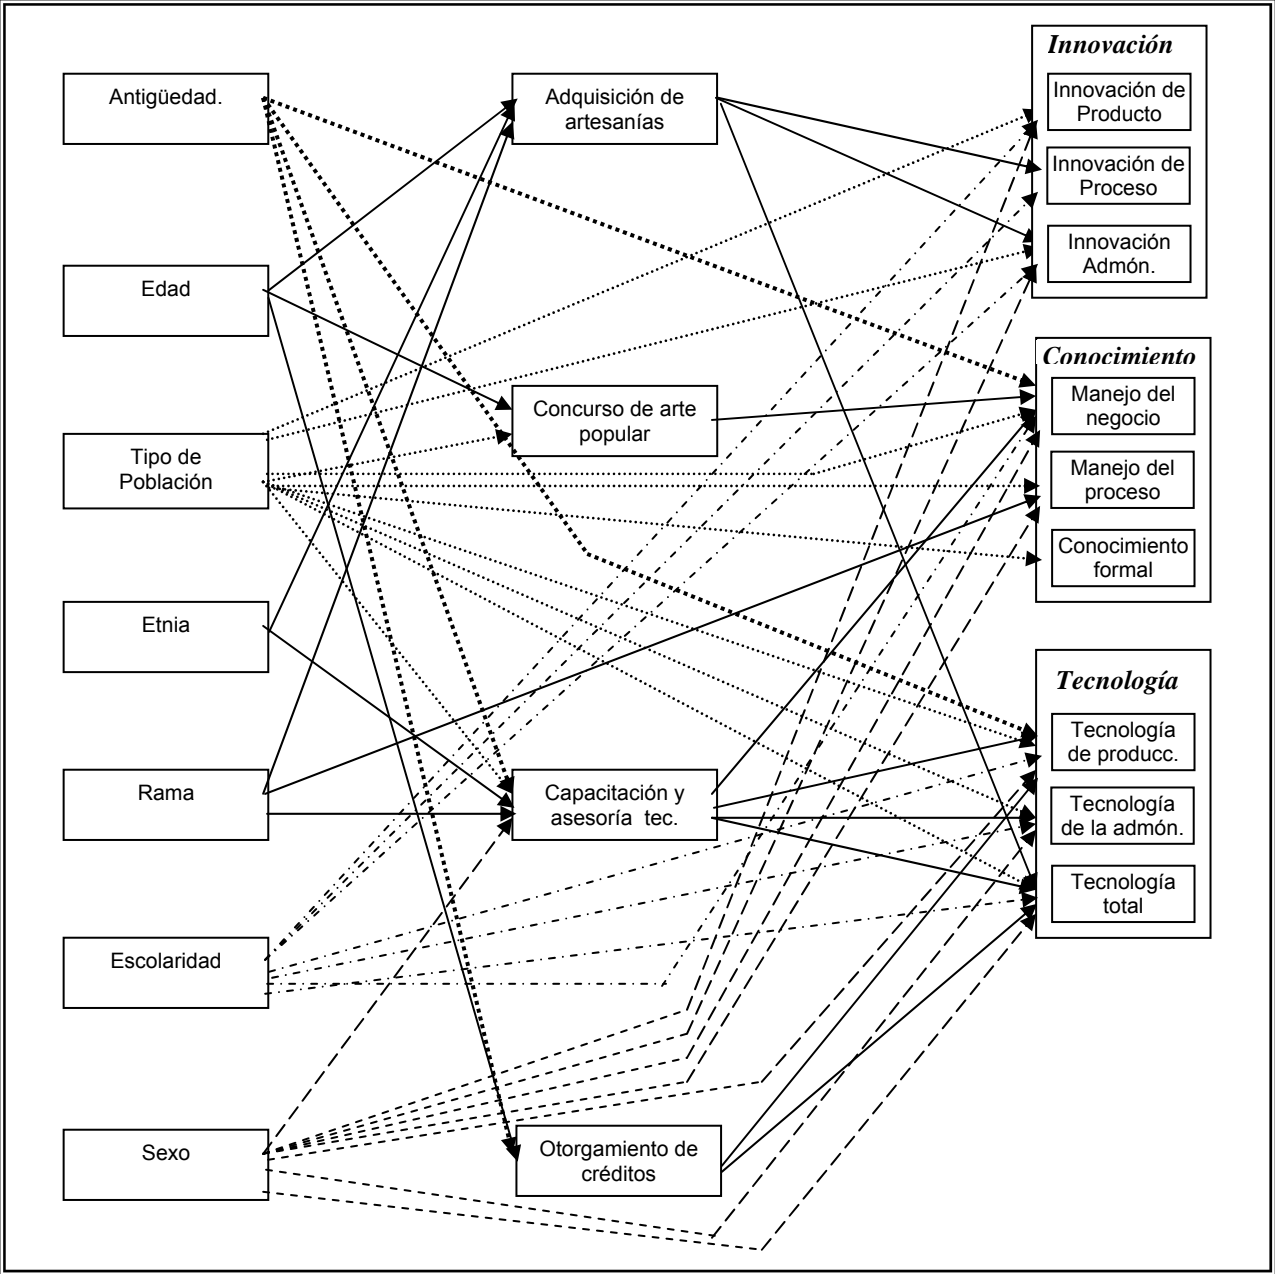 Antigüedad.
Edad
Tipo de
Población
Etnia
Rama
Escolaridad
Sexo
Adquisición de
artesanías
Concurso de arte
popular
Capacitación y
asesoría tec.
Otorgamiento de
créditos
Innovación
Innovación de
Producto
Innovación de
Proceso
Innovación
Admón.
Conocimiento
Manejo del
negocio
Manejo del
proceso
Conocimiento
formal
Tecnología
Tecnología
de producc.
Tecnología
de la admón.
Tecnología
total